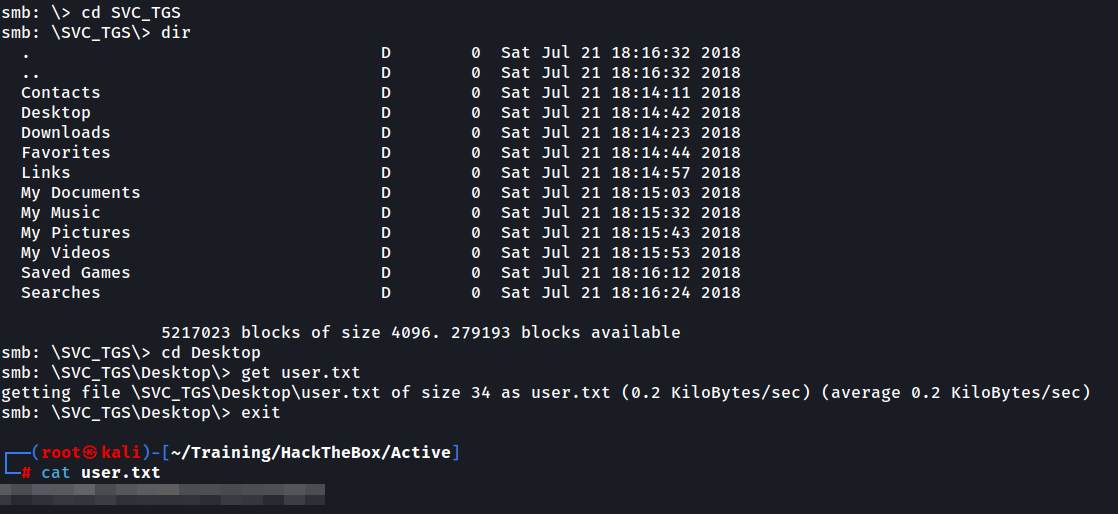 smb: \> cd SVC_TGS
smb: \SVC_TGS\> dir
  .                                   D        0  Sat Jul 21 18:16:32 2018
  ..                                  D        0  Sat Jul 21 18:16:32 2018
  Contacts                            D        0  Sat Jul 21 18:14:11 2018
  Desktop                             D        0  Sat Jul 21 18:14:42 2018
  Downloads                           D        0  Sat Jul 21 18:14:23 2018
  Favorites                           D        0  Sat Jul 21 18:14:44 2018
  Links                               D        0  Sat Jul 21 18:14:57 2018
  My Documents                        D        0  Sat Jul 21 18:15:03 2018
  My Music                            D        0  Sat Jul 21 18:15:32 2018
  My Pictures                         D        0  Sat Jul 21 18:15:43 2018
  My Videos                           D        0  Sat Jul 21 18:15:53 2018
  Saved Games                         D        0  Sat Jul 21 18:16:12 2018
  Searches                            D        0  Sat Jul 21 18:16:24 2018
                5217023 blocks of size 4096. 279193 blocks available
smb: \SVC_TGS\> cd Desktop
smb: \SVC_TGS\Desktop\> get user.txt
getting file \SVC_TGS\Desktop\user.txt of size 34 as user.txt (0.2 KiloBytes/sec) (average 0.2 KiloBytes/sec)
smb: \SVC_TGS\Desktop\> exit
┌──(root㉿kali)-[~/Training/HackTheBox/Active]
└─# cat user.txt